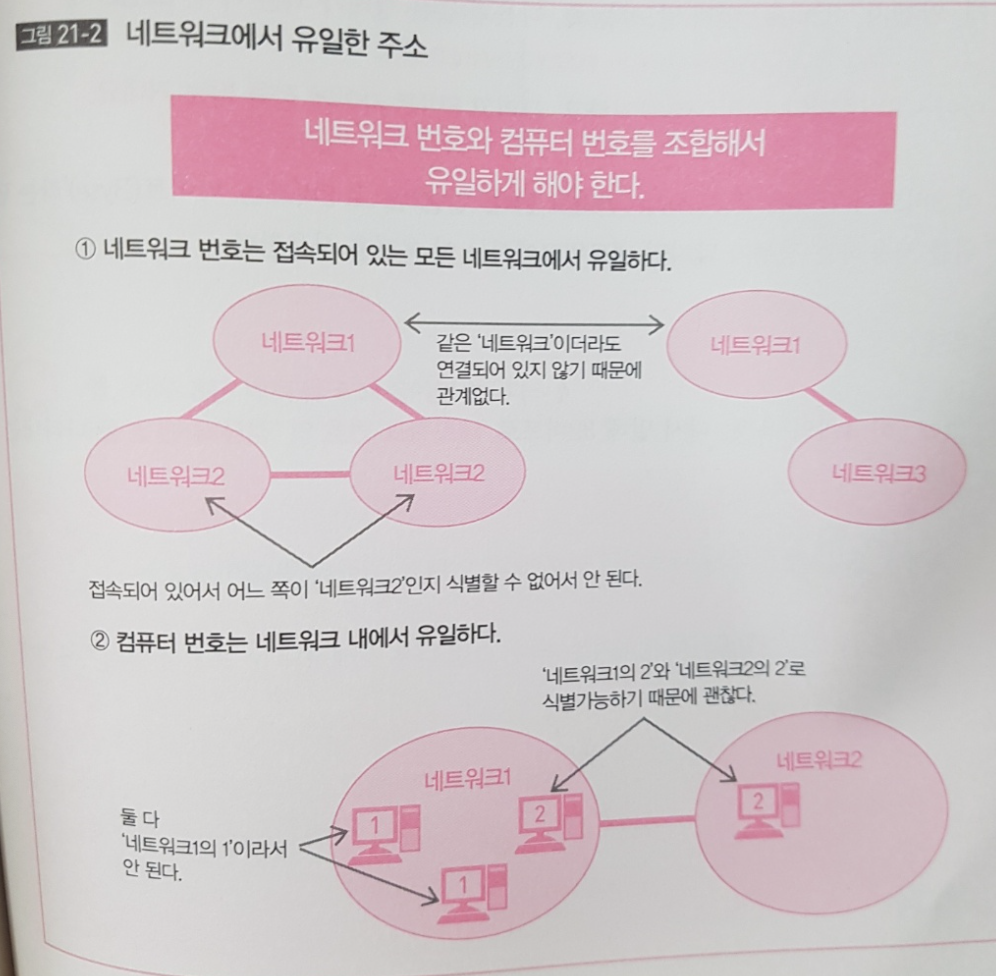 그림 21-2 네트워크에서 유일한 주소
네트워크 번호와 컴퓨터 번호를 조합해서
유일하게 해야 한다.
① 네트워크 번호는 접속되어 있는 모든 네트워크에서 유일하다.
네트워크1
같은 '네트워크'이더라도
연결되어 있지 않기 때문에
관계없다.
네트워크1
네트워크2
네트워크2
네트워크3
접속되어 있어서 어느 쪽이 '네트워크2'인지 식별할 수 없어서 안 된다.
② 컴퓨터 번호는 네트워크 내에서 유일하다.
'네트워크1의 2'와 '네트워크2의 2'로
식별가능하기 때문에 괜찮다.
네트워크1
네트워크2
둘 다
'네트워크1의 1'이라서
안 된다.
1
2
2
1